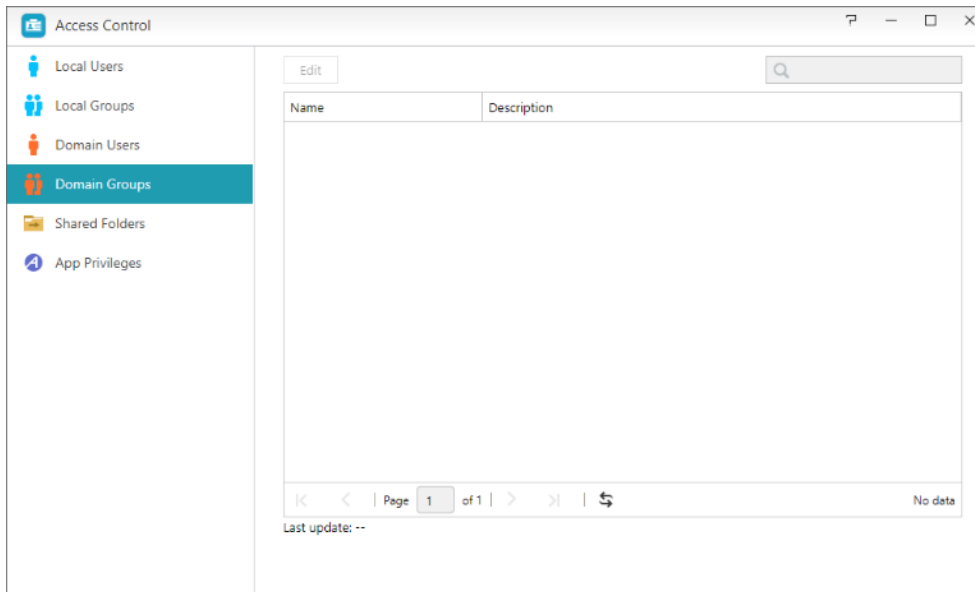 Access Control
Local Users
Local Groups
Domain Users
Domain Groups
Shared Folders
App Privileges
Edit
Name Description
Page 1 of 1 No data
Last update: --